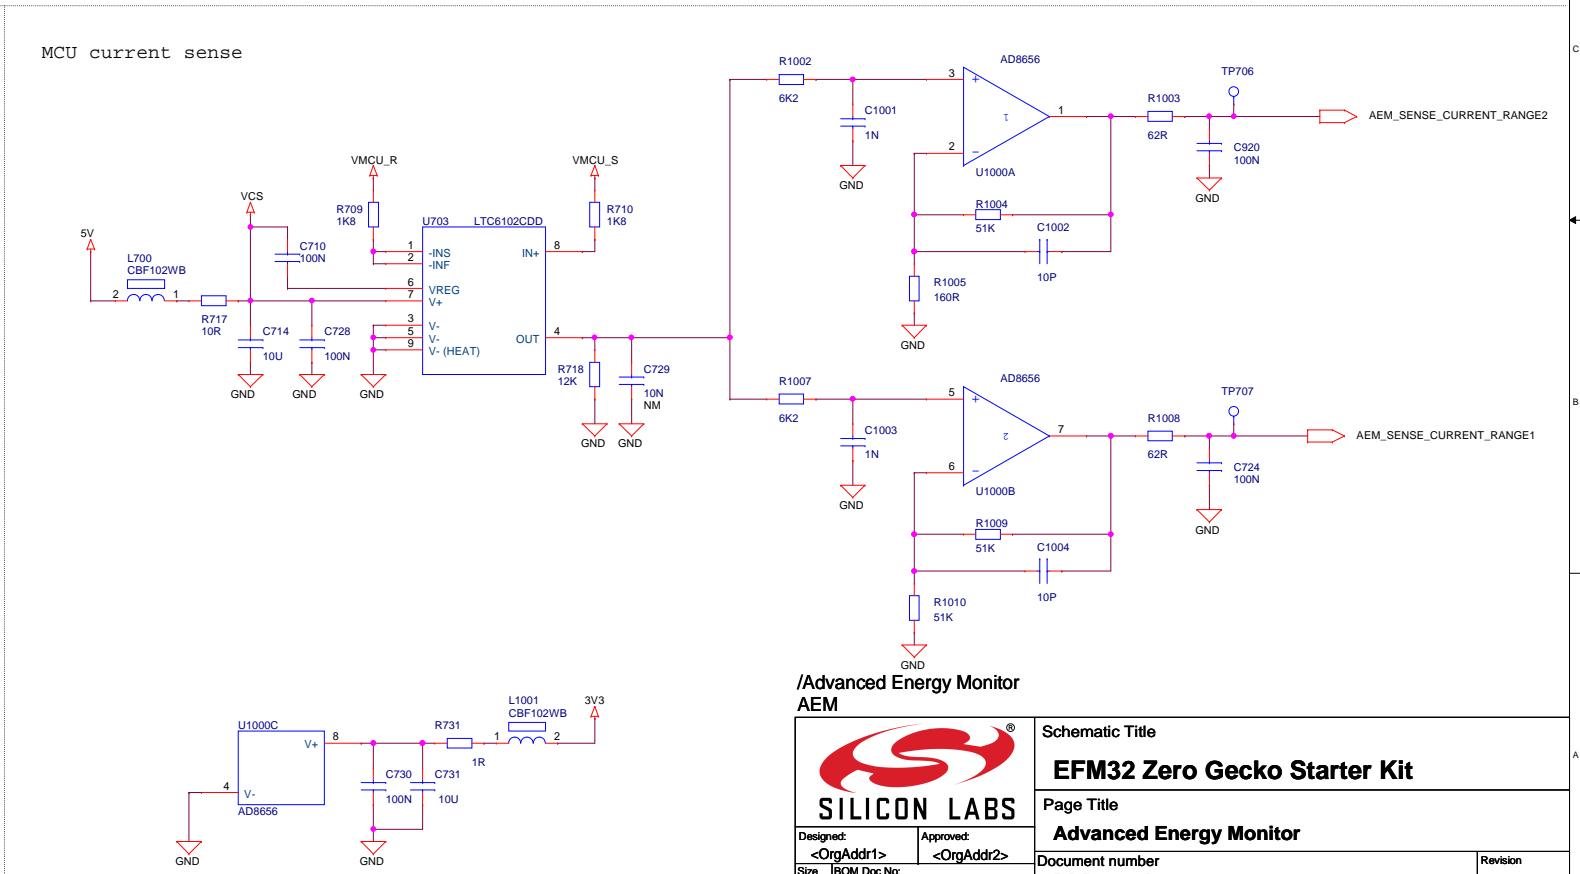 MCU current sense
C
B
A
VCS
5V
L700
CBF102WB
2
1
R717
10R
C710
100N
C714
10U
C728
100N
GND
GND
GND
VMCU_R
R709
1K8
VMCU_S
R710
1K8
U703
LTC6102CDD
1
2
6
7
3
5
9
-INS
-INF
VREG
V+
V-
V-
V- (HEAT)
IN+
8
OUT
4
R718
12K
C729
10N
NM
GND
GND
R1002
6K2
C1001
1N
GND
AD8656
3
2
+
-
1
1
U1000A
R1004
51K
C1002
10P
R1005
160R
GND
R1003
62R
TP706
C920
100N
GND
AEM_SENSE_CURRENT_RANGE2
R1007
6K2
C1003
1N
GND
AD8656
5
6
+
-
2
7
U1000B
R1009
51K
C1004
10P
R1010
51K
GND
R1008
62R
TP707
C724
100N
GND
AEM_SENSE_CURRENT_RANGE1
U1000C
V+
8
4
V-
AD8656
GND
C730
100N
C731
10U
GND
R731
1R
L1001
CBF102WB
1
2
3V3
/Advanced Energy Monitor
AEM
®
SILICON LABS
Schematic Title
EFM32 Zero Gecko Starter Kit
Page Title
Advanced Energy Monitor
Designed:
<OrgAddr1>
Approved:
<OrgAddr2>
Document number
Revision
Size
BOM Doc No: